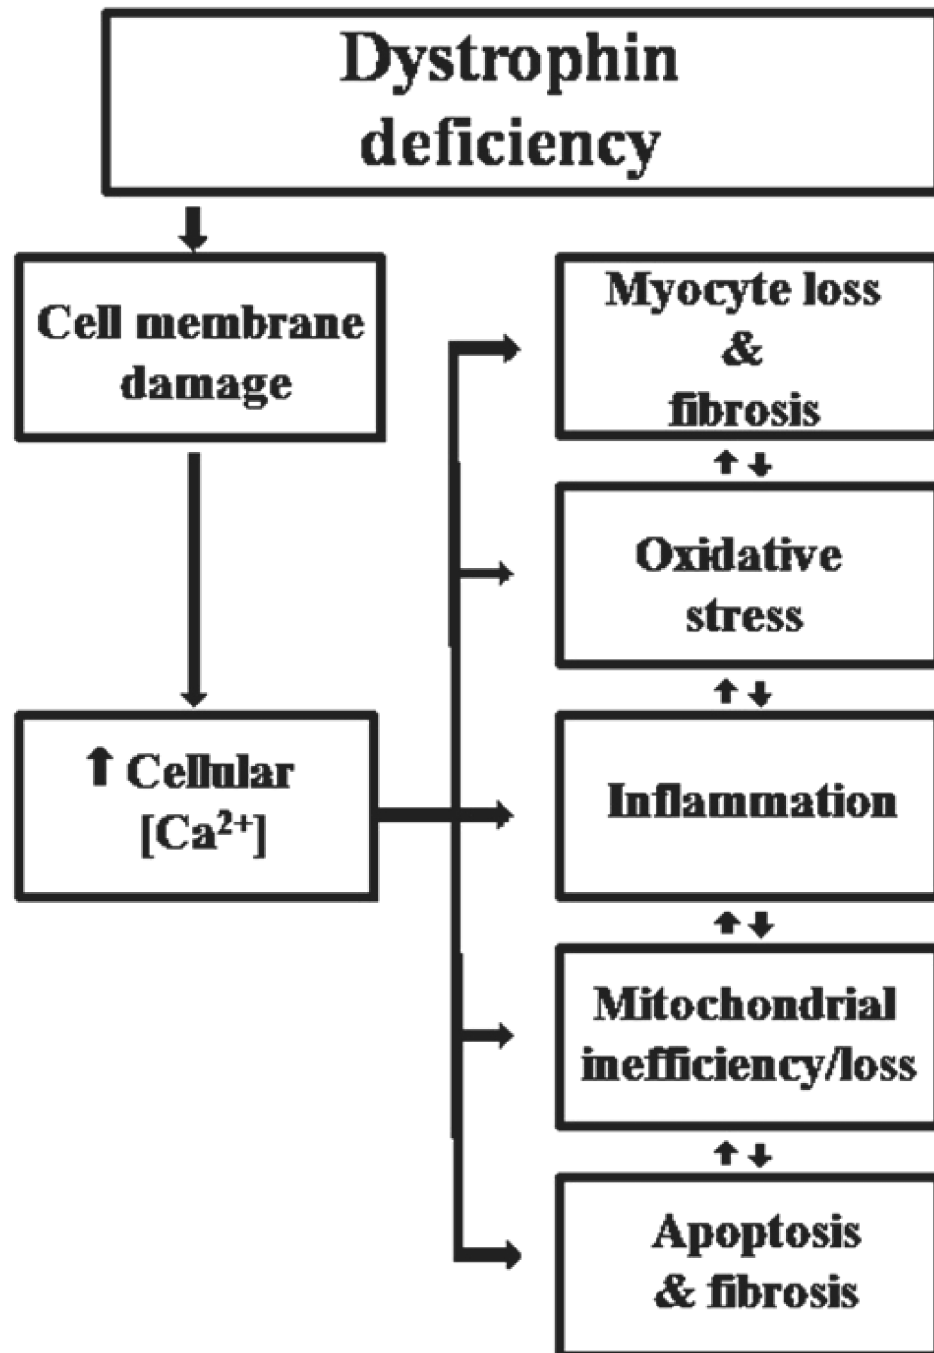 Dystrophin
deficiency
Cell membrane
damage
↑ Cellular
[Ca²⁺]
Myocyte loss
&
fibrosis
Oxidative
stress
Inflammation
Mitochondrial
inefficiency/loss
Apoptosis
& fibrosis